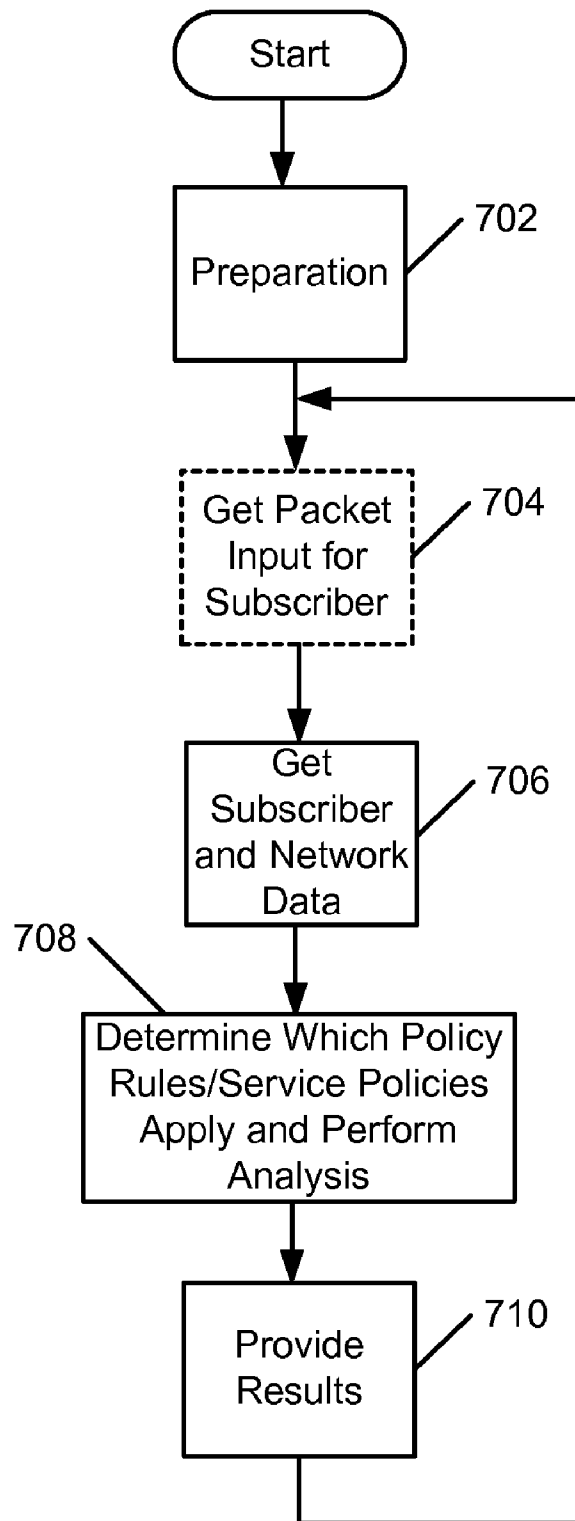 Start
702
Preparation
704
Get Packet
Input for
Subscriber
706
Get
Subscriber
and Network
Data
708
Determine Which Policy
Rules/Service Policies
Apply and Perform
Analysis
710
Provide
Results